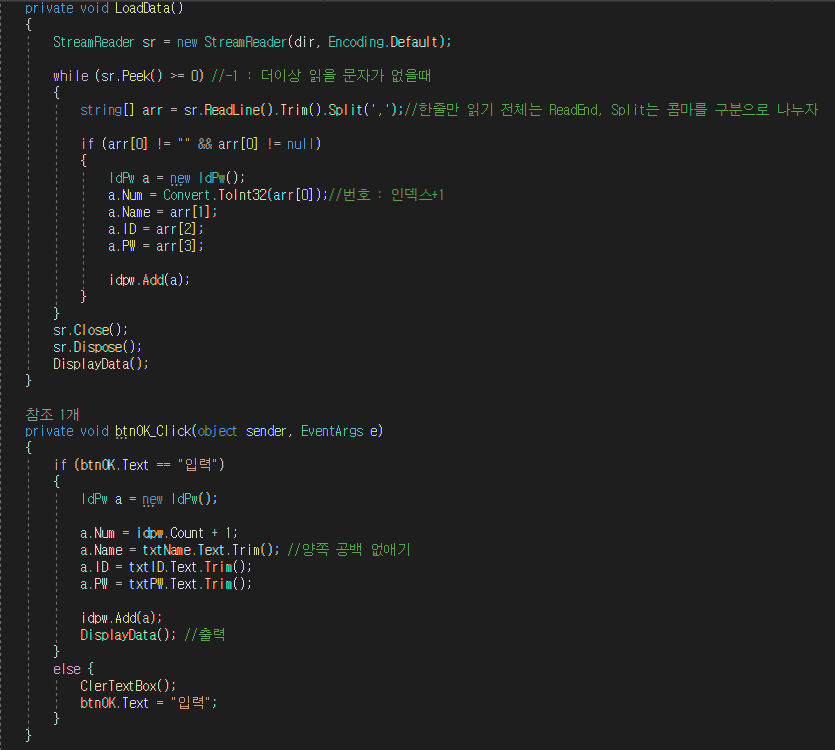 private void LoadData()
{
StreamReader sr = new StreamReader(dir, Encoding.Default);
while (sr.Peek() >= 0) //-1 : 더이상 읽을 문자가 없을때
{
string[] arr = sr.ReadLine().Trim().Split(',');//한줄만 읽기 전체는 ReadEnd, Split는 콤마를 구분으로 나누자
if (arr[0] != "" && arr[0] != null)
{
IdPw a = new IdPw();
a.Num = Convert.ToInt32(arr[0]);//번호 : 인덱스+1
a.Name = arr[1];
a.ID = arr[2];
a.PW = arr[3];
idpw.Add(a);
}
}
sr.Close();
sr.Dispose();
DisplayData();
}
참조 1개
private void btnOK_Click(object sender, EventArgs e)
{
if (btnOK.Text == "입력")
{
IdPw a = new IdPw();
a.Num = idpw.Count + 1;
a.Name = txtName.Text.Trim(); //양쪽 공백 없애기
a.ID = txtID.Text.Trim();
a.PW = txtPW.Text.Trim();
idpw.Add(a);
DisplayData(); //출력
}
else {
ClerTextBox();
btnOK.Text = "입력";
}
}